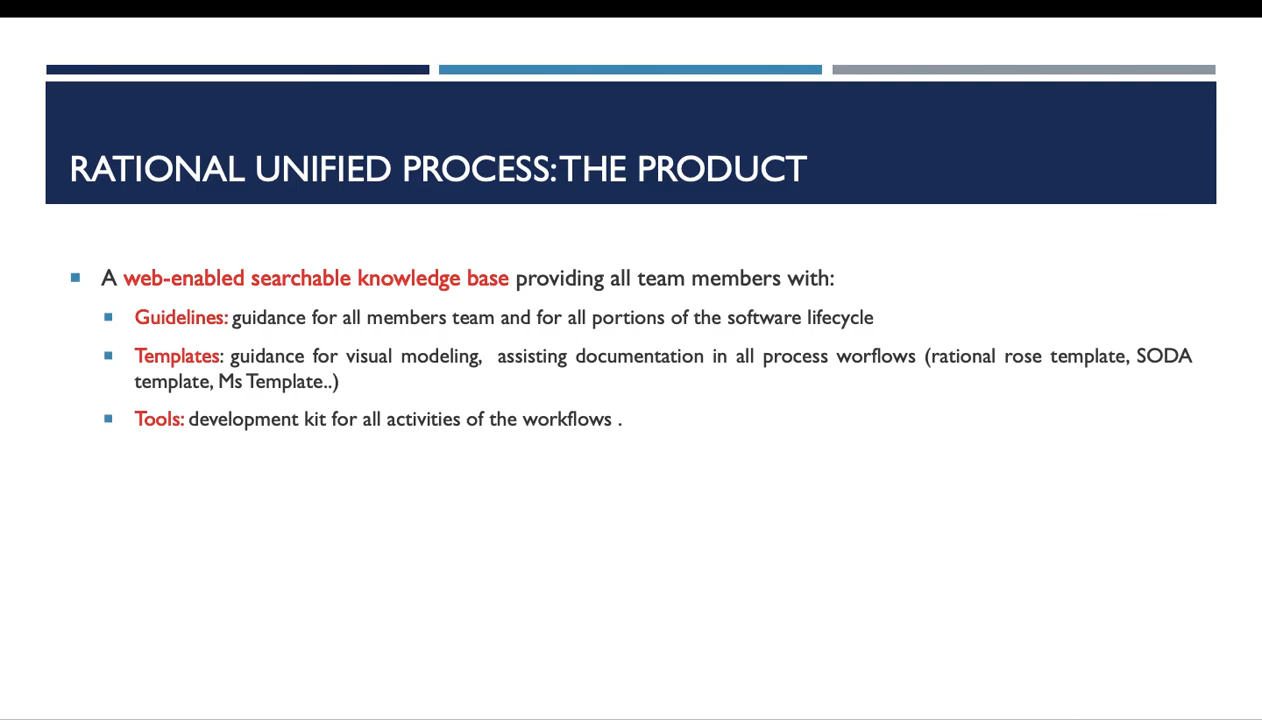 RATIONAL UNIFIED PROCESS: THE PRODUCT
A web-enabled searchable knowledge base providing all team members with:
Guidelines: guidance for all members team and for all portions of the software lifecycle
Templates: guidance for visual modeling, assisting documentation in all process worflows (rational rose template, SODA
template, Ms Template..)
Tools: development kit for all activities of the workflows .